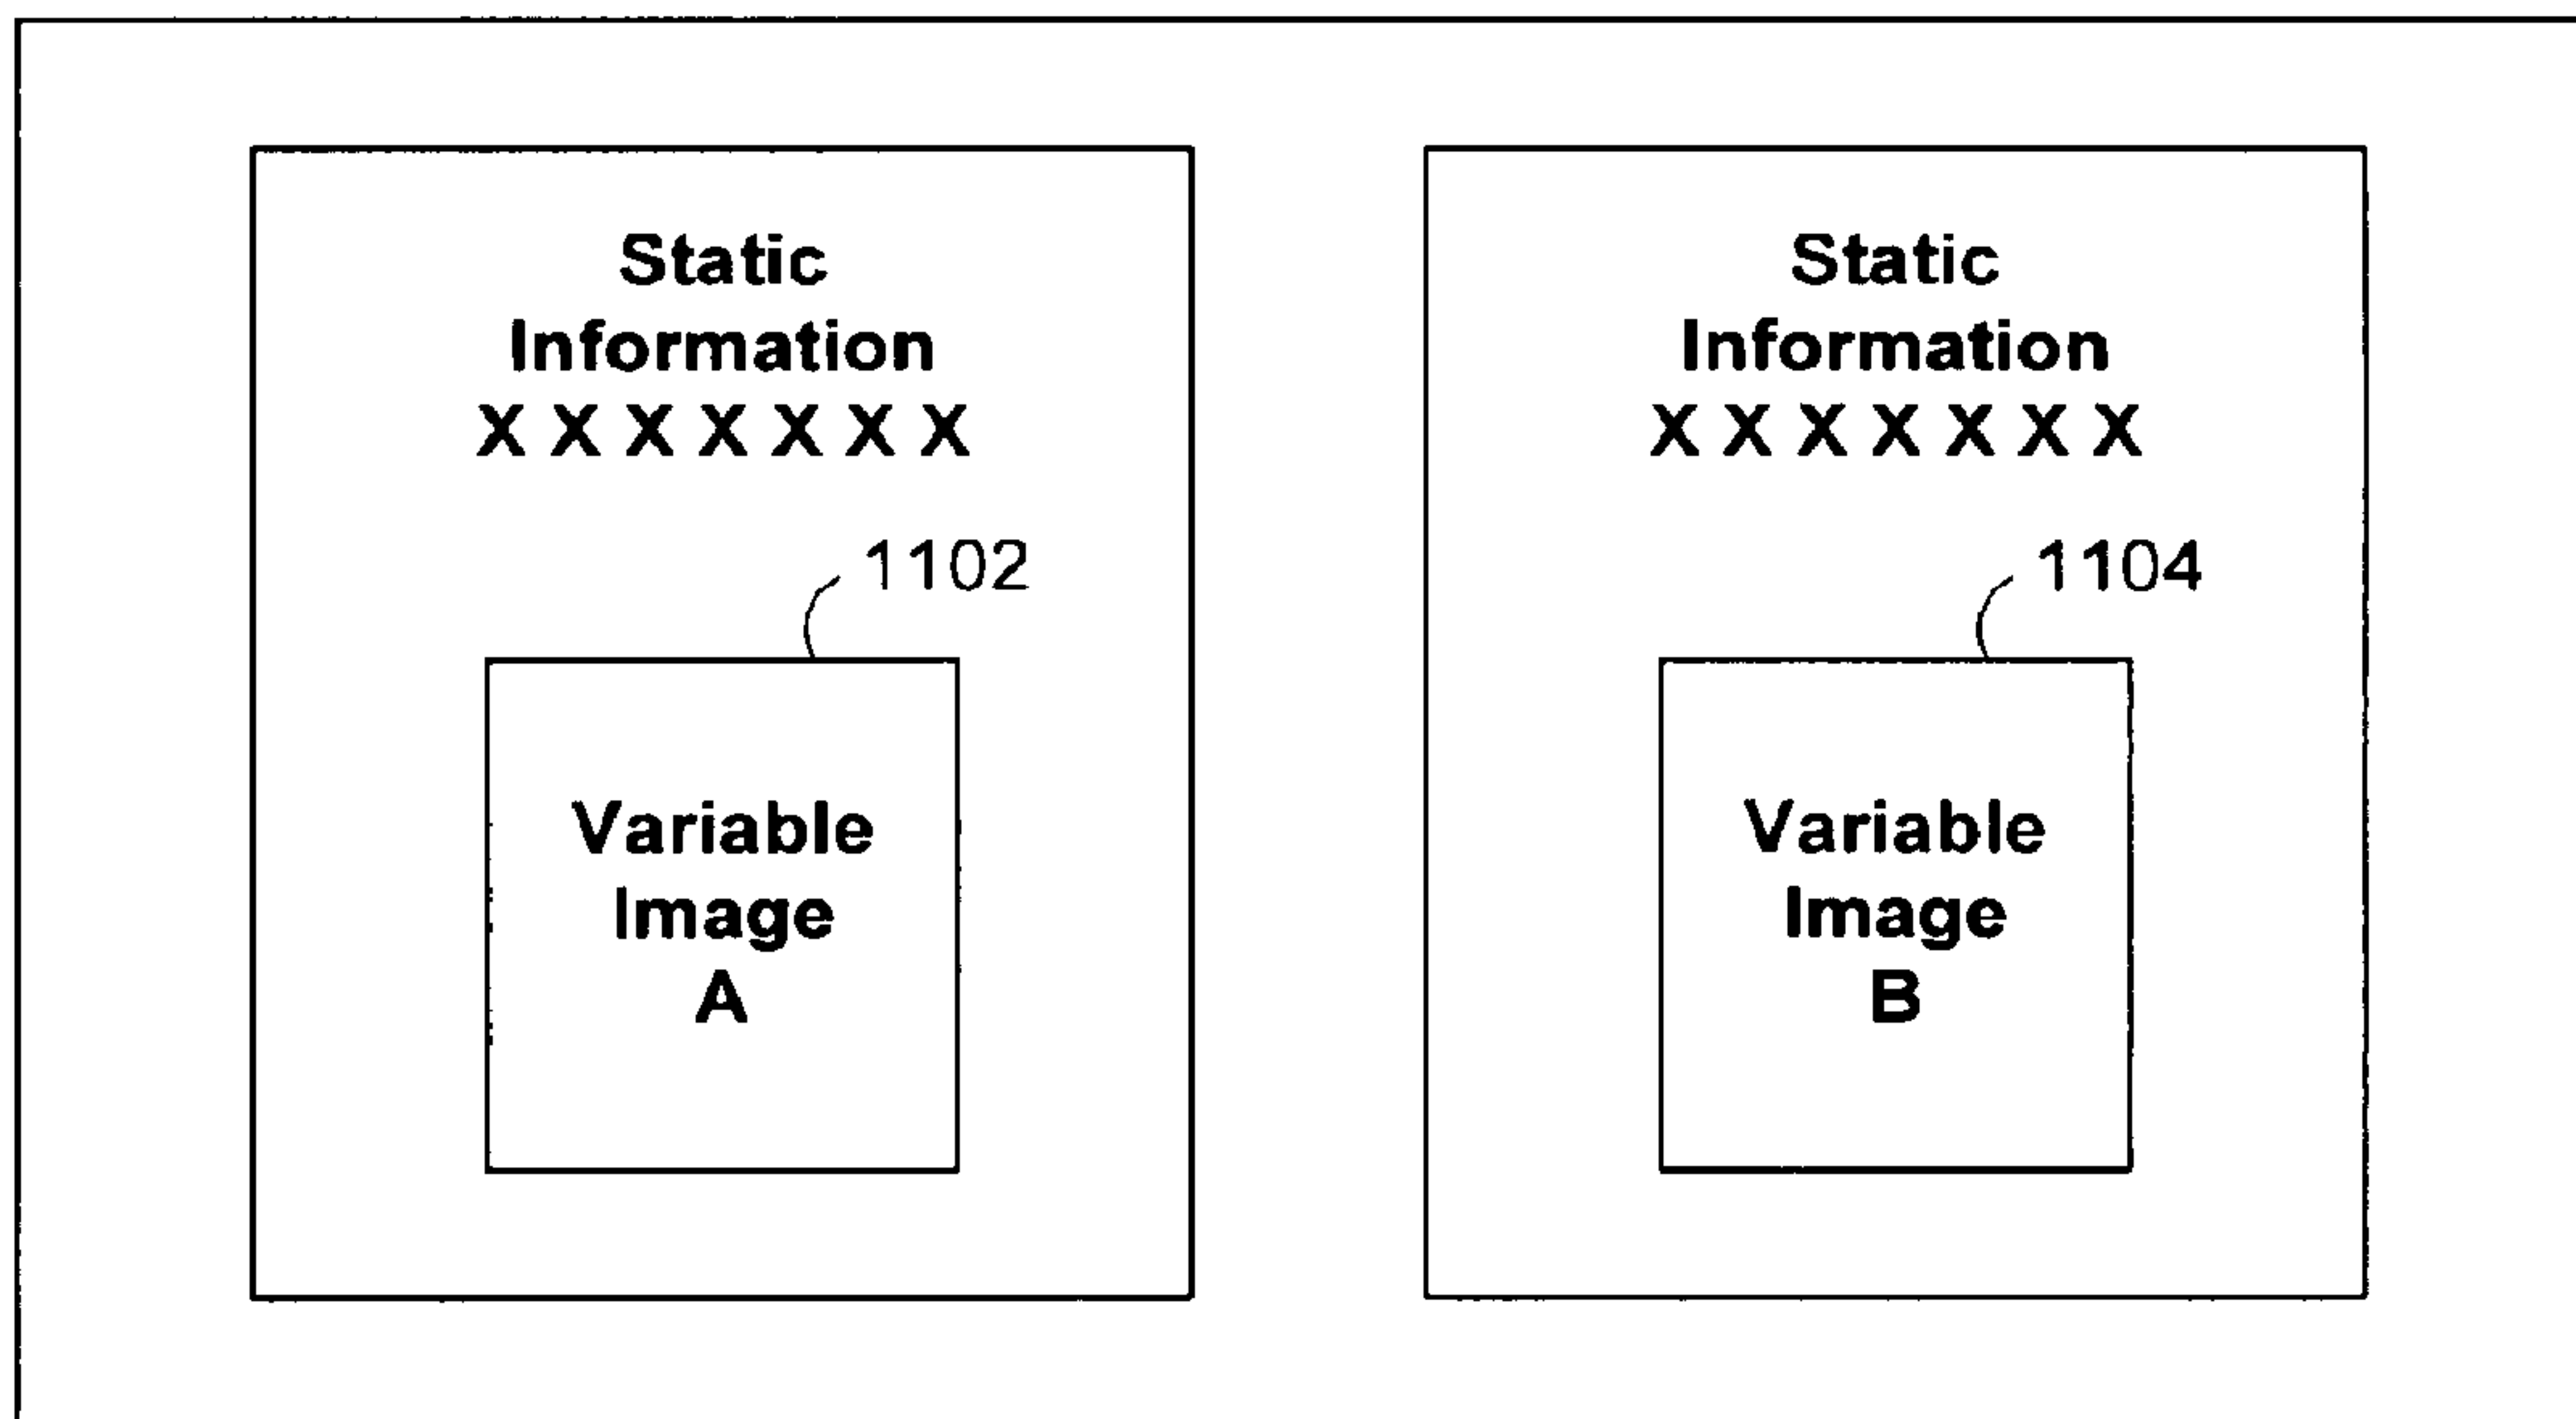 Static
Information
X X X X X X X
1102
Variable
Image
A
Static
Information
X X X X X X X
1104
Variable
Image
B